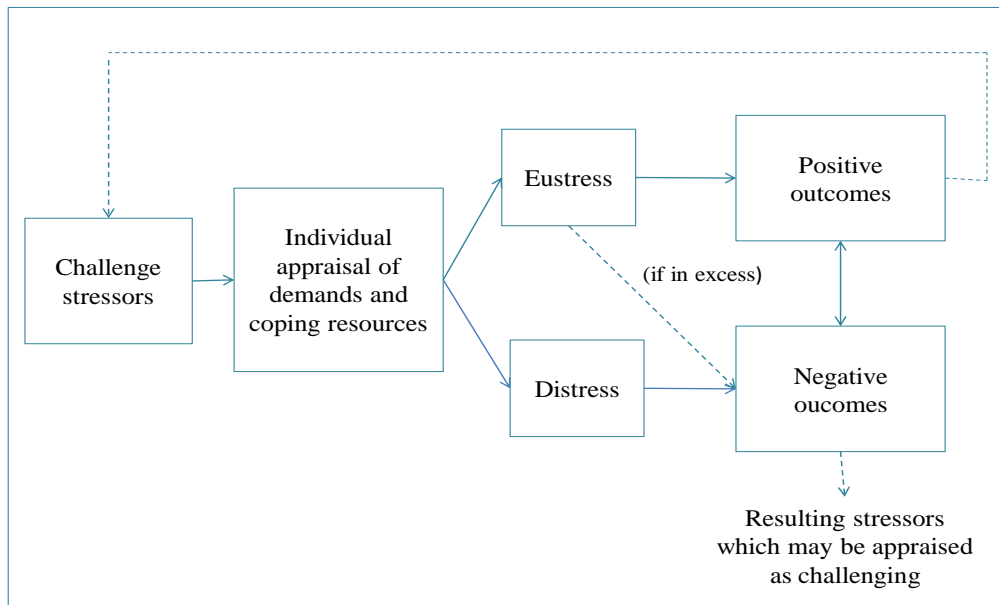 Challenge
stressors
Individual
appraisal of
demands and
coping resources
Eustress
Distress
(if in excess)
Positive
outcomes
Negative
oucomes
Resulting stressors
which may be appraised
as challenging